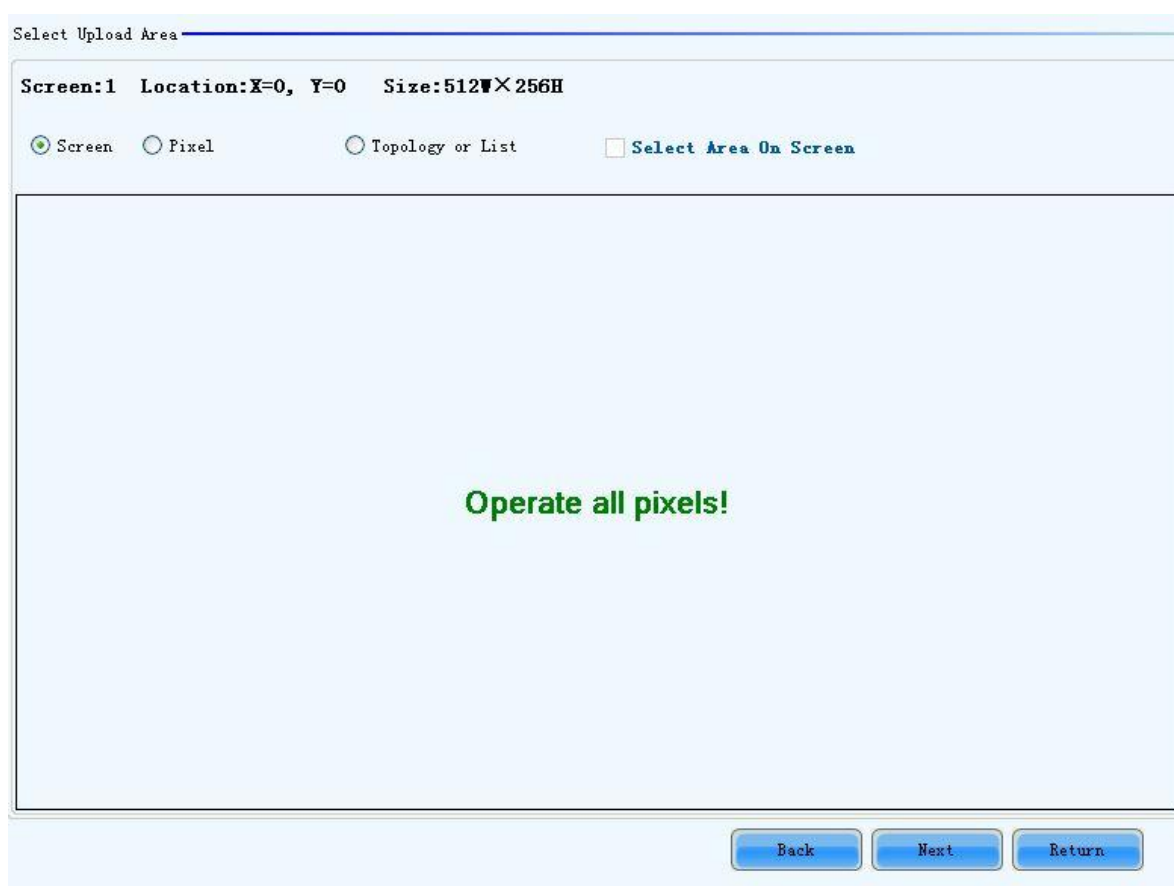 Select Upload Area
Screen:1 Location:X=0, Y=0 Size:512W×256H
Screen Pixel Topology or List Select Area On Screen
Operate all pixels!
Back Next Return